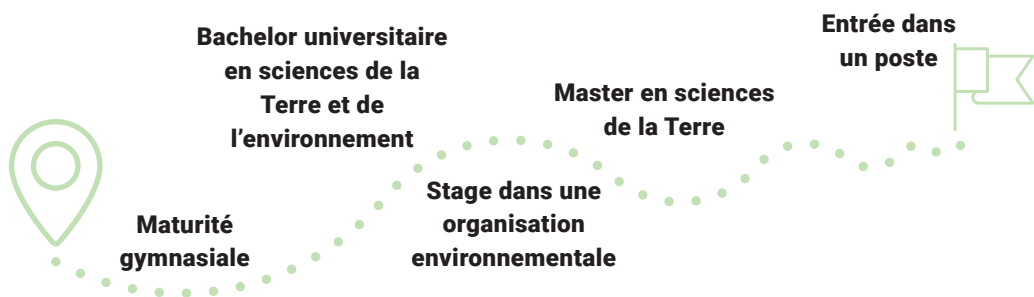 Maturité
gymnasiale
Bachelor universitaire
en sciences de la
Terre et de
l’environnement
Stage dans une
organisation
environnementale
Master en sciences
de la Terre
Entrée dans
un poste